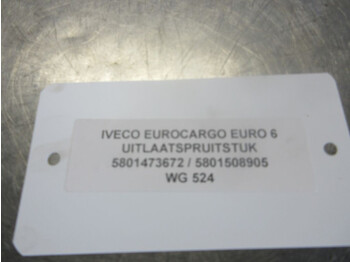 IVECO EUROCARGO EURO 6
UITLAATSPRUITSTUK
5801473672 / 5801508905
WG 524